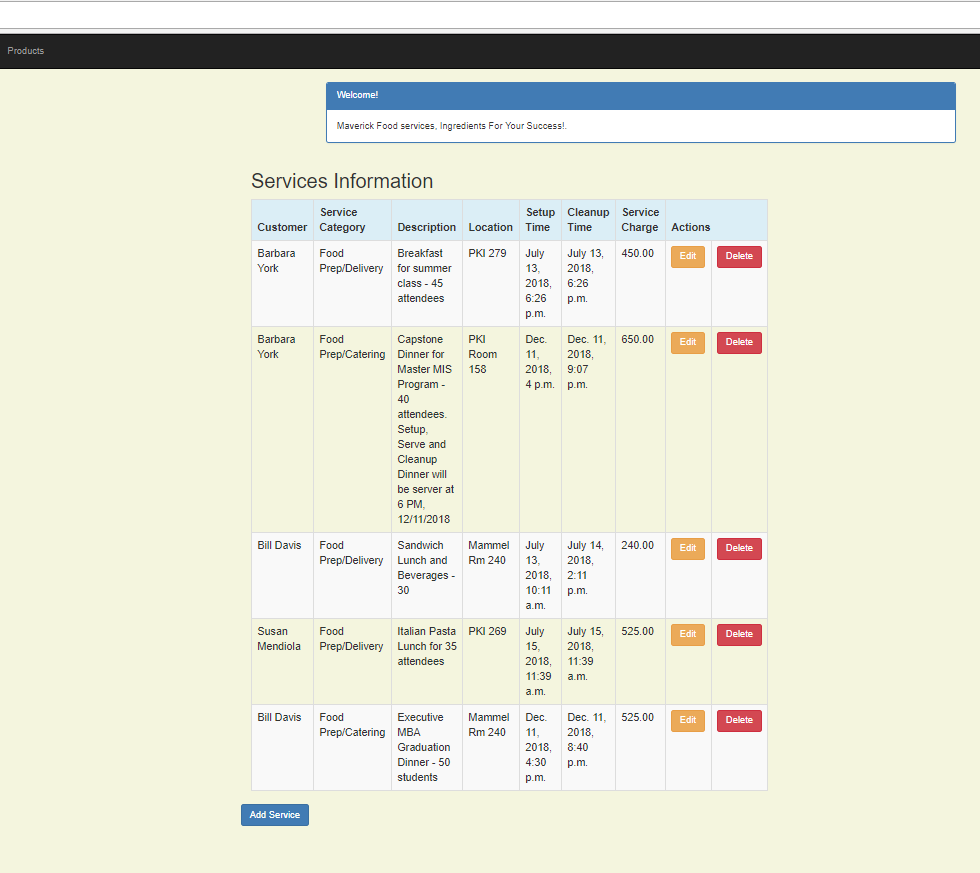 Products
Welcome!
Maverick Food services, Ingredients For Your Success!.
Services Information
Customer
Service
Category
Description
Location
Setup
Time
Cleanup
Time
Service
Charge
Actions
Barbara
York
Food
Prep/Delivery
Breakfast
for summer
class - 45
attendees
PKI 279
July
13,
2018,
6:26
p.m.
July 13,
2018,
6:26
p.m.
450.00
Edit
Delete
Barbara
York
Food
Prep/Catering
Capstone
Dinner for
Master MIS
Program -
40
attendees.
Setup,
Serve and
Cleanup
Dinner will
be server at
6 PM,
12/11/2018
PKI
Room
158
Dec.
11,
2018,
4 p.m.
Dec. 11,
2018,
9:07
p.m.
650.00
Edit
Delete
Bill Davis
Food
Prep/Delivery
Sandwich
Lunch and
Beverages -
30
Mammel
Rm 240
July
13,
2018,
10:11
a.m.
July 14,
2018,
2:11
p.m.
240.00
Edit
Delete
Susan
Mendiola
Food
Prep/Delivery
Italian Pasta
Lunch for 35
attendees
PKI 269
July
15,
2018,
11:39
a.m.
July 15,
2018,
11:39
a.m.
525.00
Edit
Delete
Bill Davis
Food
Prep/Catering
Executive
MBA
Graduation
Dinner - 50
students
Mammel
Rm 240
Dec.
11,
2018,
4:30
p.m.
Dec. 11,
2018,
8:40
p.m.
525.00
Edit
Delete
Add Service